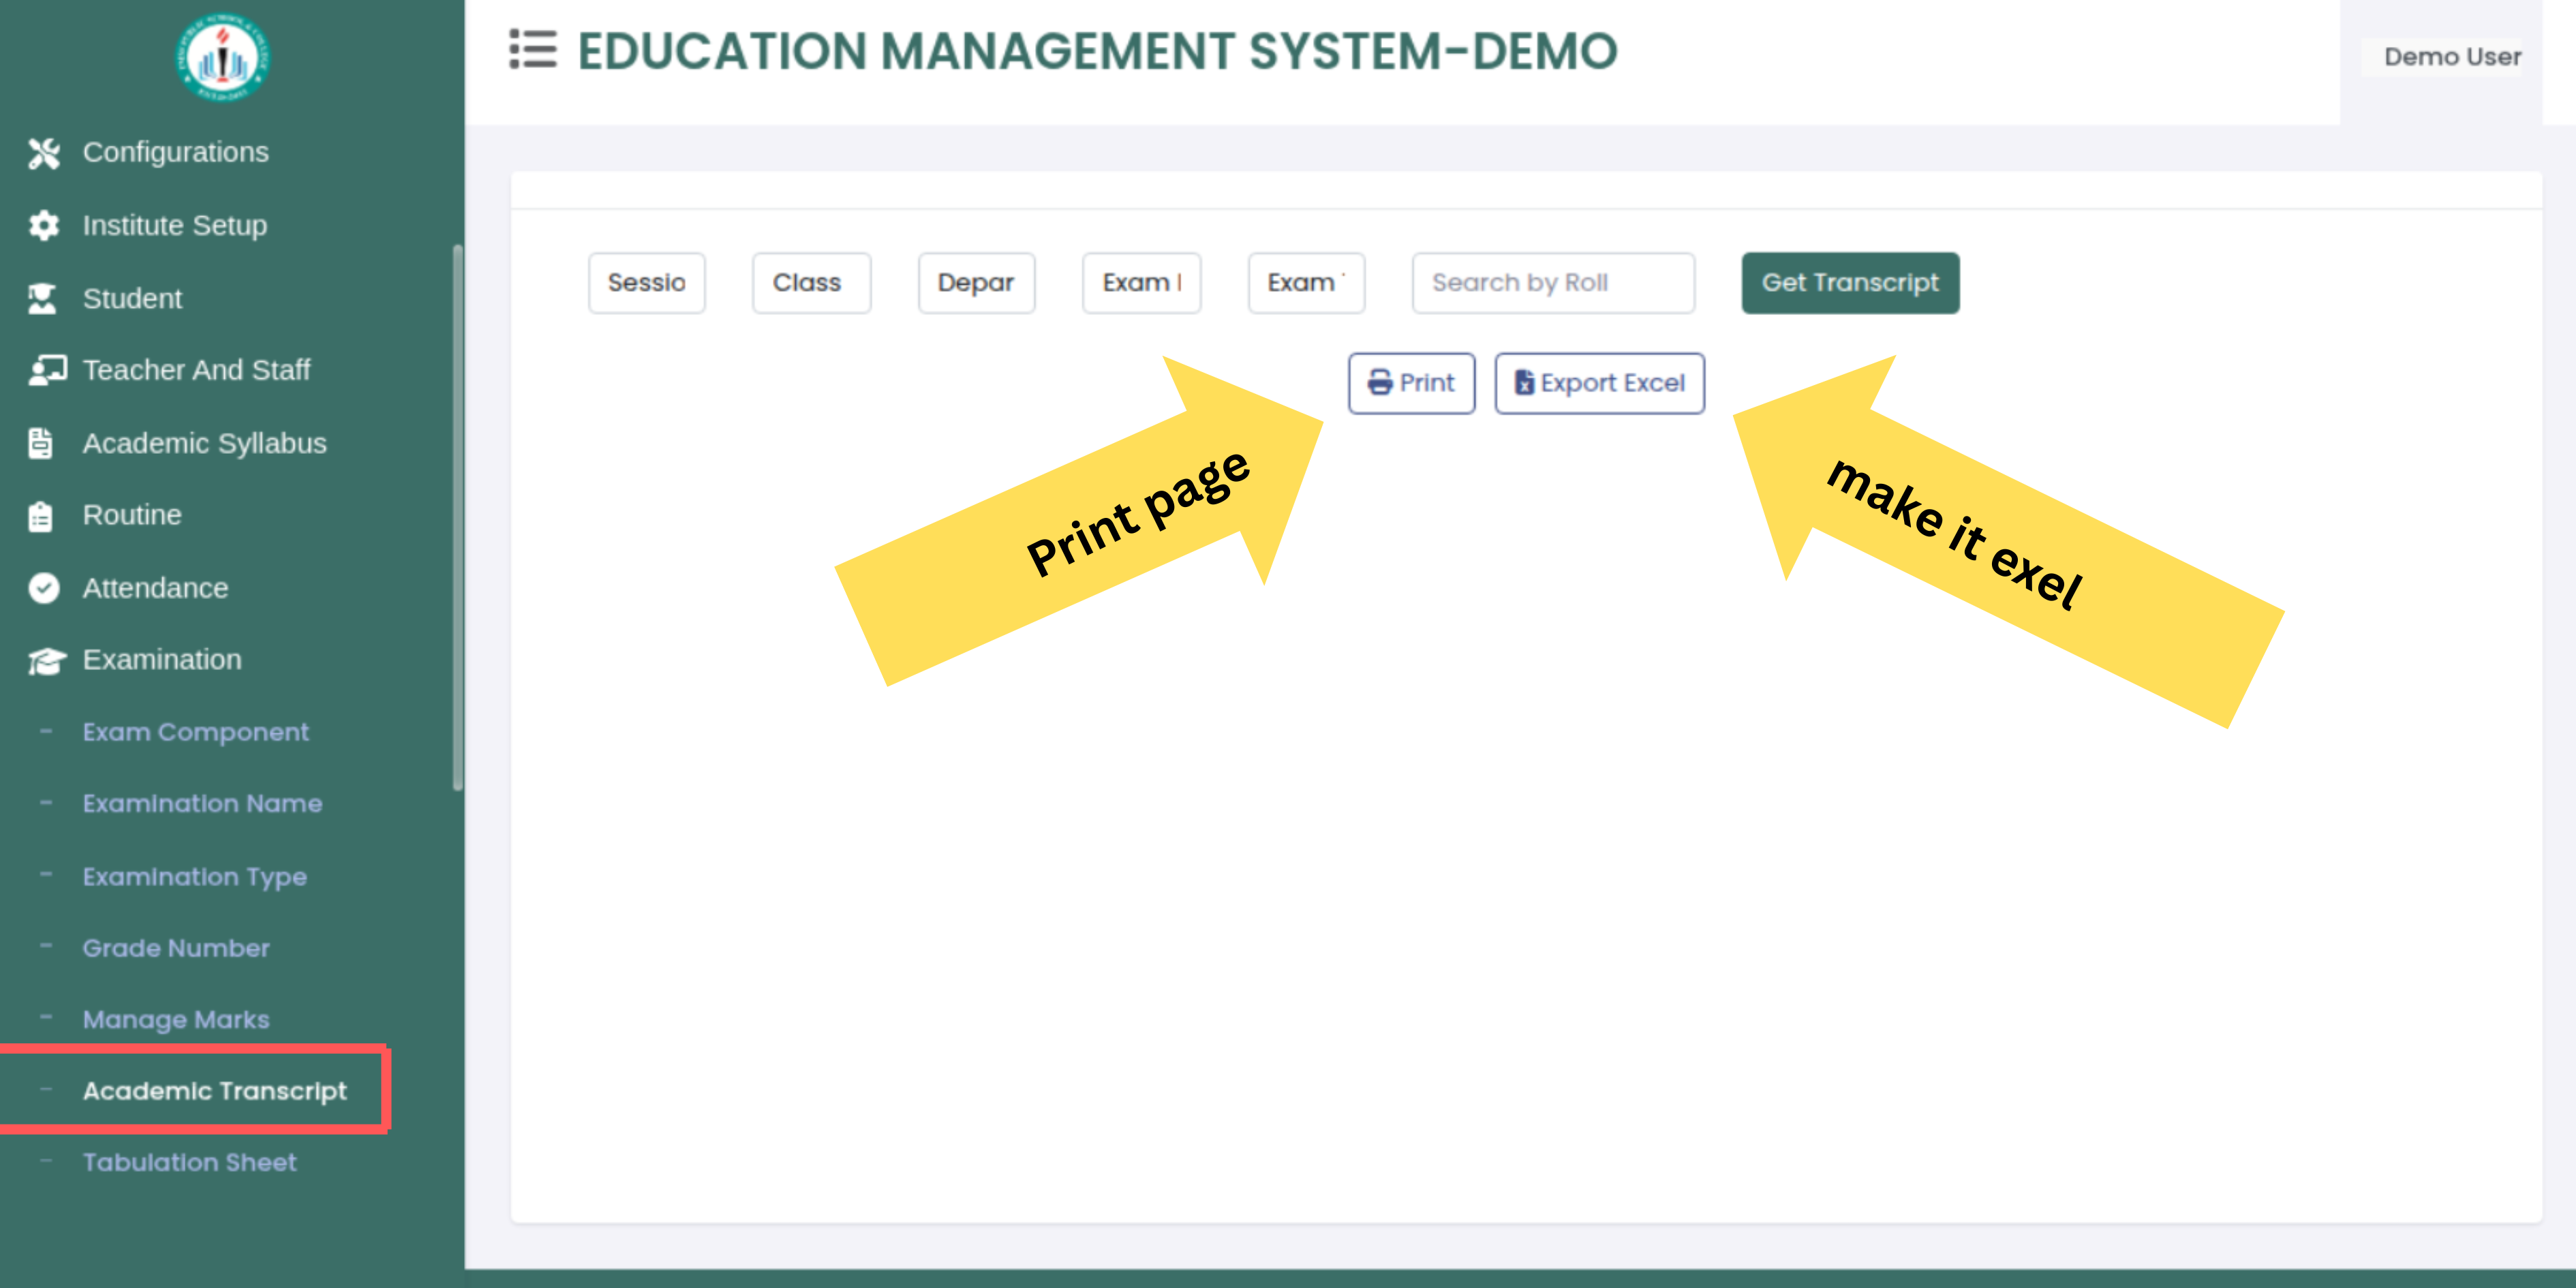 EDUCATION MANAGEMENT SYSTEM-DEMO
Demo User
Configurations
Institute Setup
Student
Teacher And Staff
Academic Syllabus
Routine
Attendance
Examination
- Exam Component
- Examination Name
- Examination Type
- Grade Number
- Manage Marks
- Academic Transcript
- Tabulation Sheet
Sessio Class Depar Exam Exam Search by Roll Get Transcript
Print Export Excel
Print page
make it exel